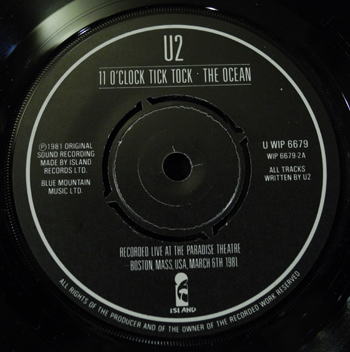 U2
11 O'CLOCK TICK TOCK · THE OCEAN
℗1981 ORIGINAL
SOUND RECORDING
MADE BY ISLAND
RECORDS LTD.
BLUE MOUNTAIN
MUSIC LTD.
U WIP 6679
WIP 6679-2A
ALL TRACKS
WRITTEN BY U2
RECORDED LIVE AT THE PARADISE THEATRE
BOSTON, MASS, USA, MARCH 6TH 1981
ISLAND
ALL RIGHTS OF THE PRODUCER AND OF THE OWNER OF THE RECORDED WORK RESERVED